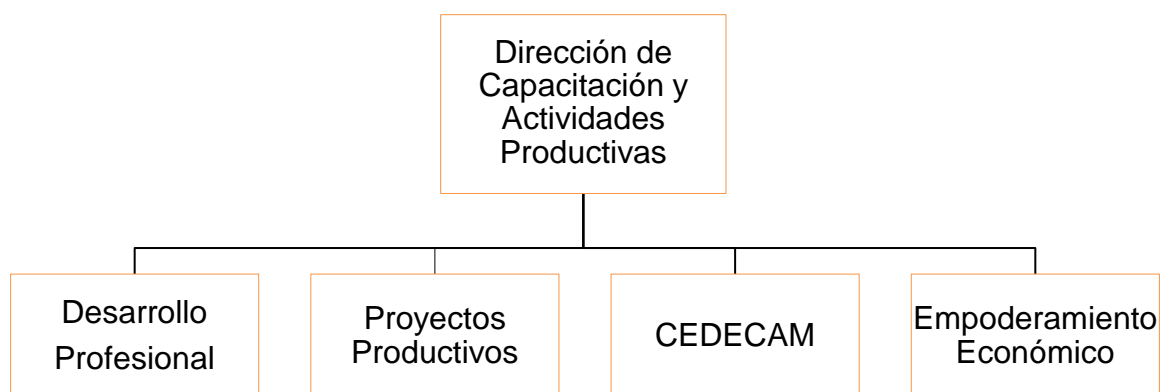 Dirección de
Capacitación y
Actividades
Productivas
Desarrollo
Profesional
Proyectos
Productivos
CEDECAM
Empoderamiento
Económico